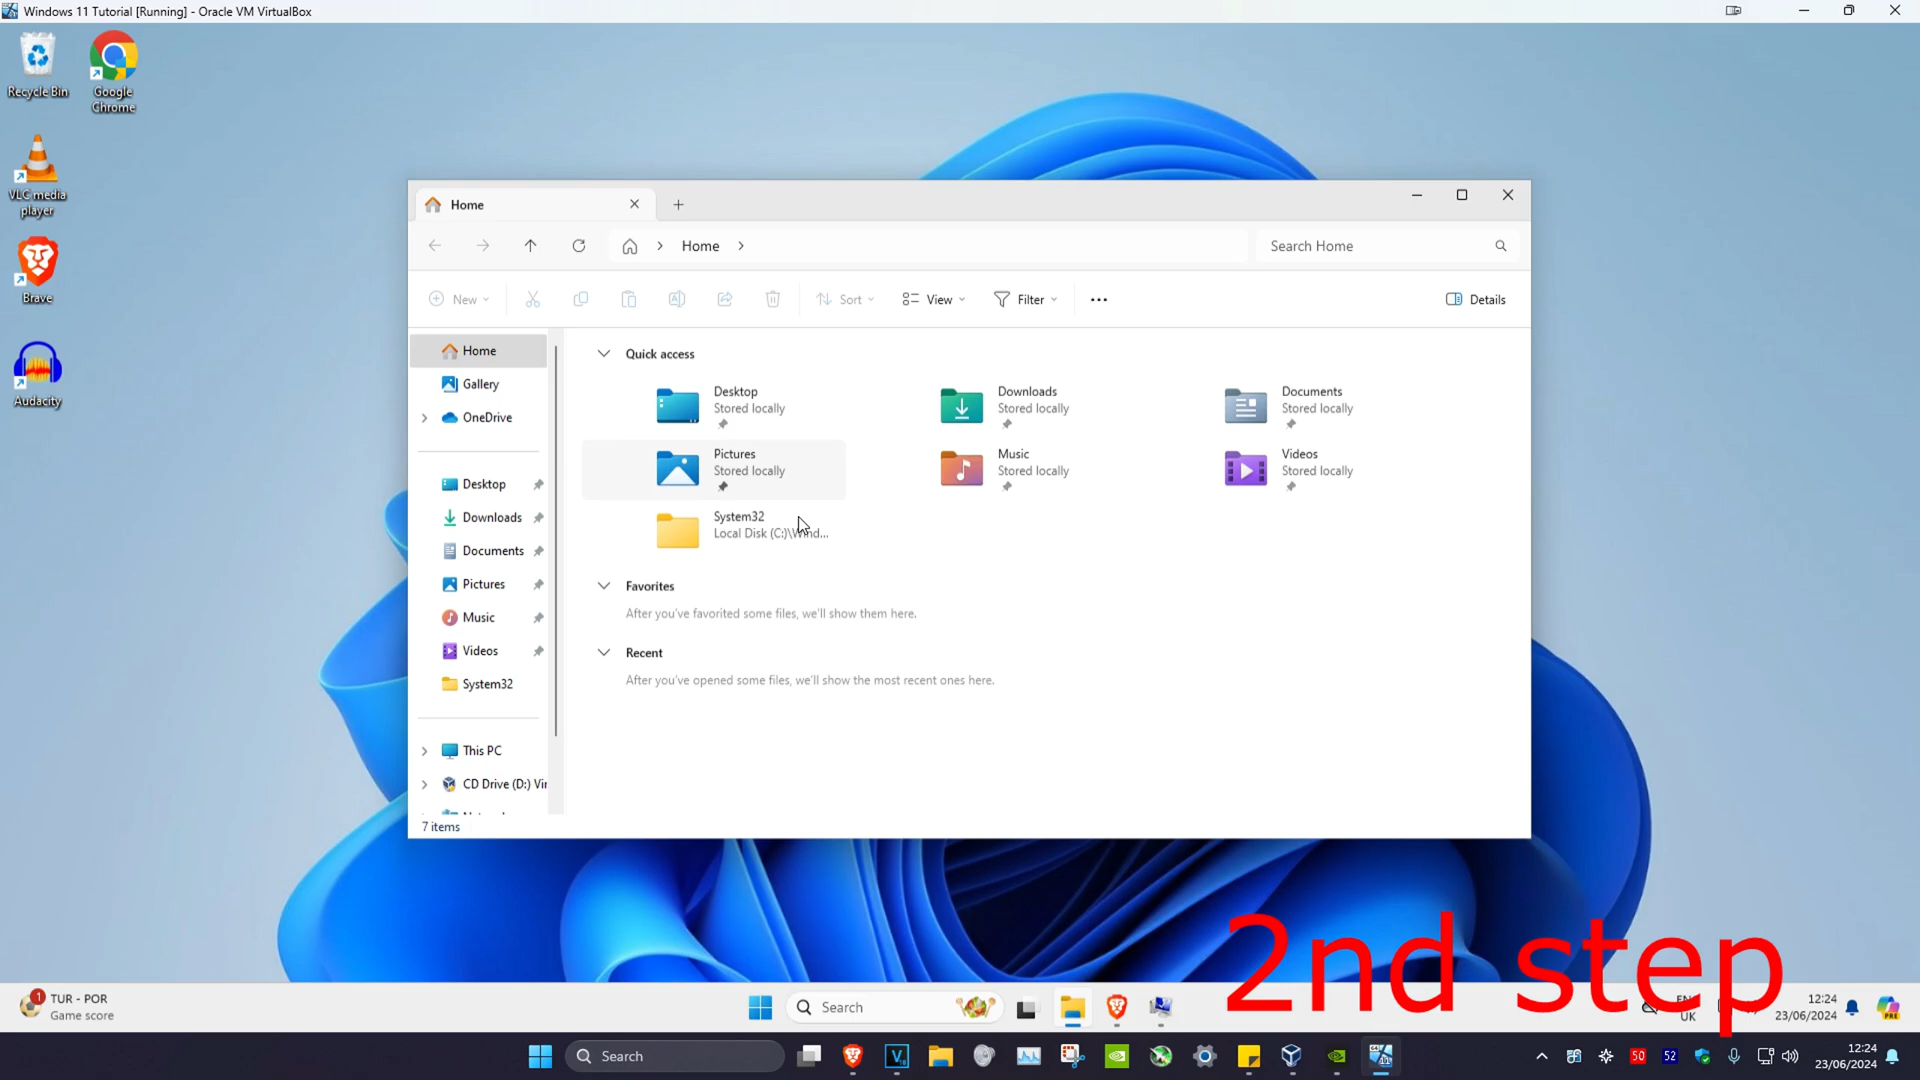 Windows 11 Tutorial [Running] - Oracle VM VirtualBox
Recycle Bin
Google Chrome
VLC media player
Brave
Audacity
Home
Home
Search Home
New
Sort
View
Filter
Details
Home
Gallery
OneDrive
Desktop
Downloads
Documents
Pictures
Music
Videos
System32
This PC
CD Drive (D:) Vir
Quick access
Desktop
Stored locally
Downloads
Stored locally
Documents
Stored locally
Pictures
Stored locally
Music
Stored locally
Videos
Stored locally
System32
Local Disk (C:)\Wind...
Favorites
After you've favorited some files, we'll show them here.
Recent
After you've opened some files, we'll show the most recent ones here.
7 items
2nd step
1
TUR - POR
Game score
Search
UK
12:24
23/06/2024
PRE
Search
50
52
12:24
23/06/2024